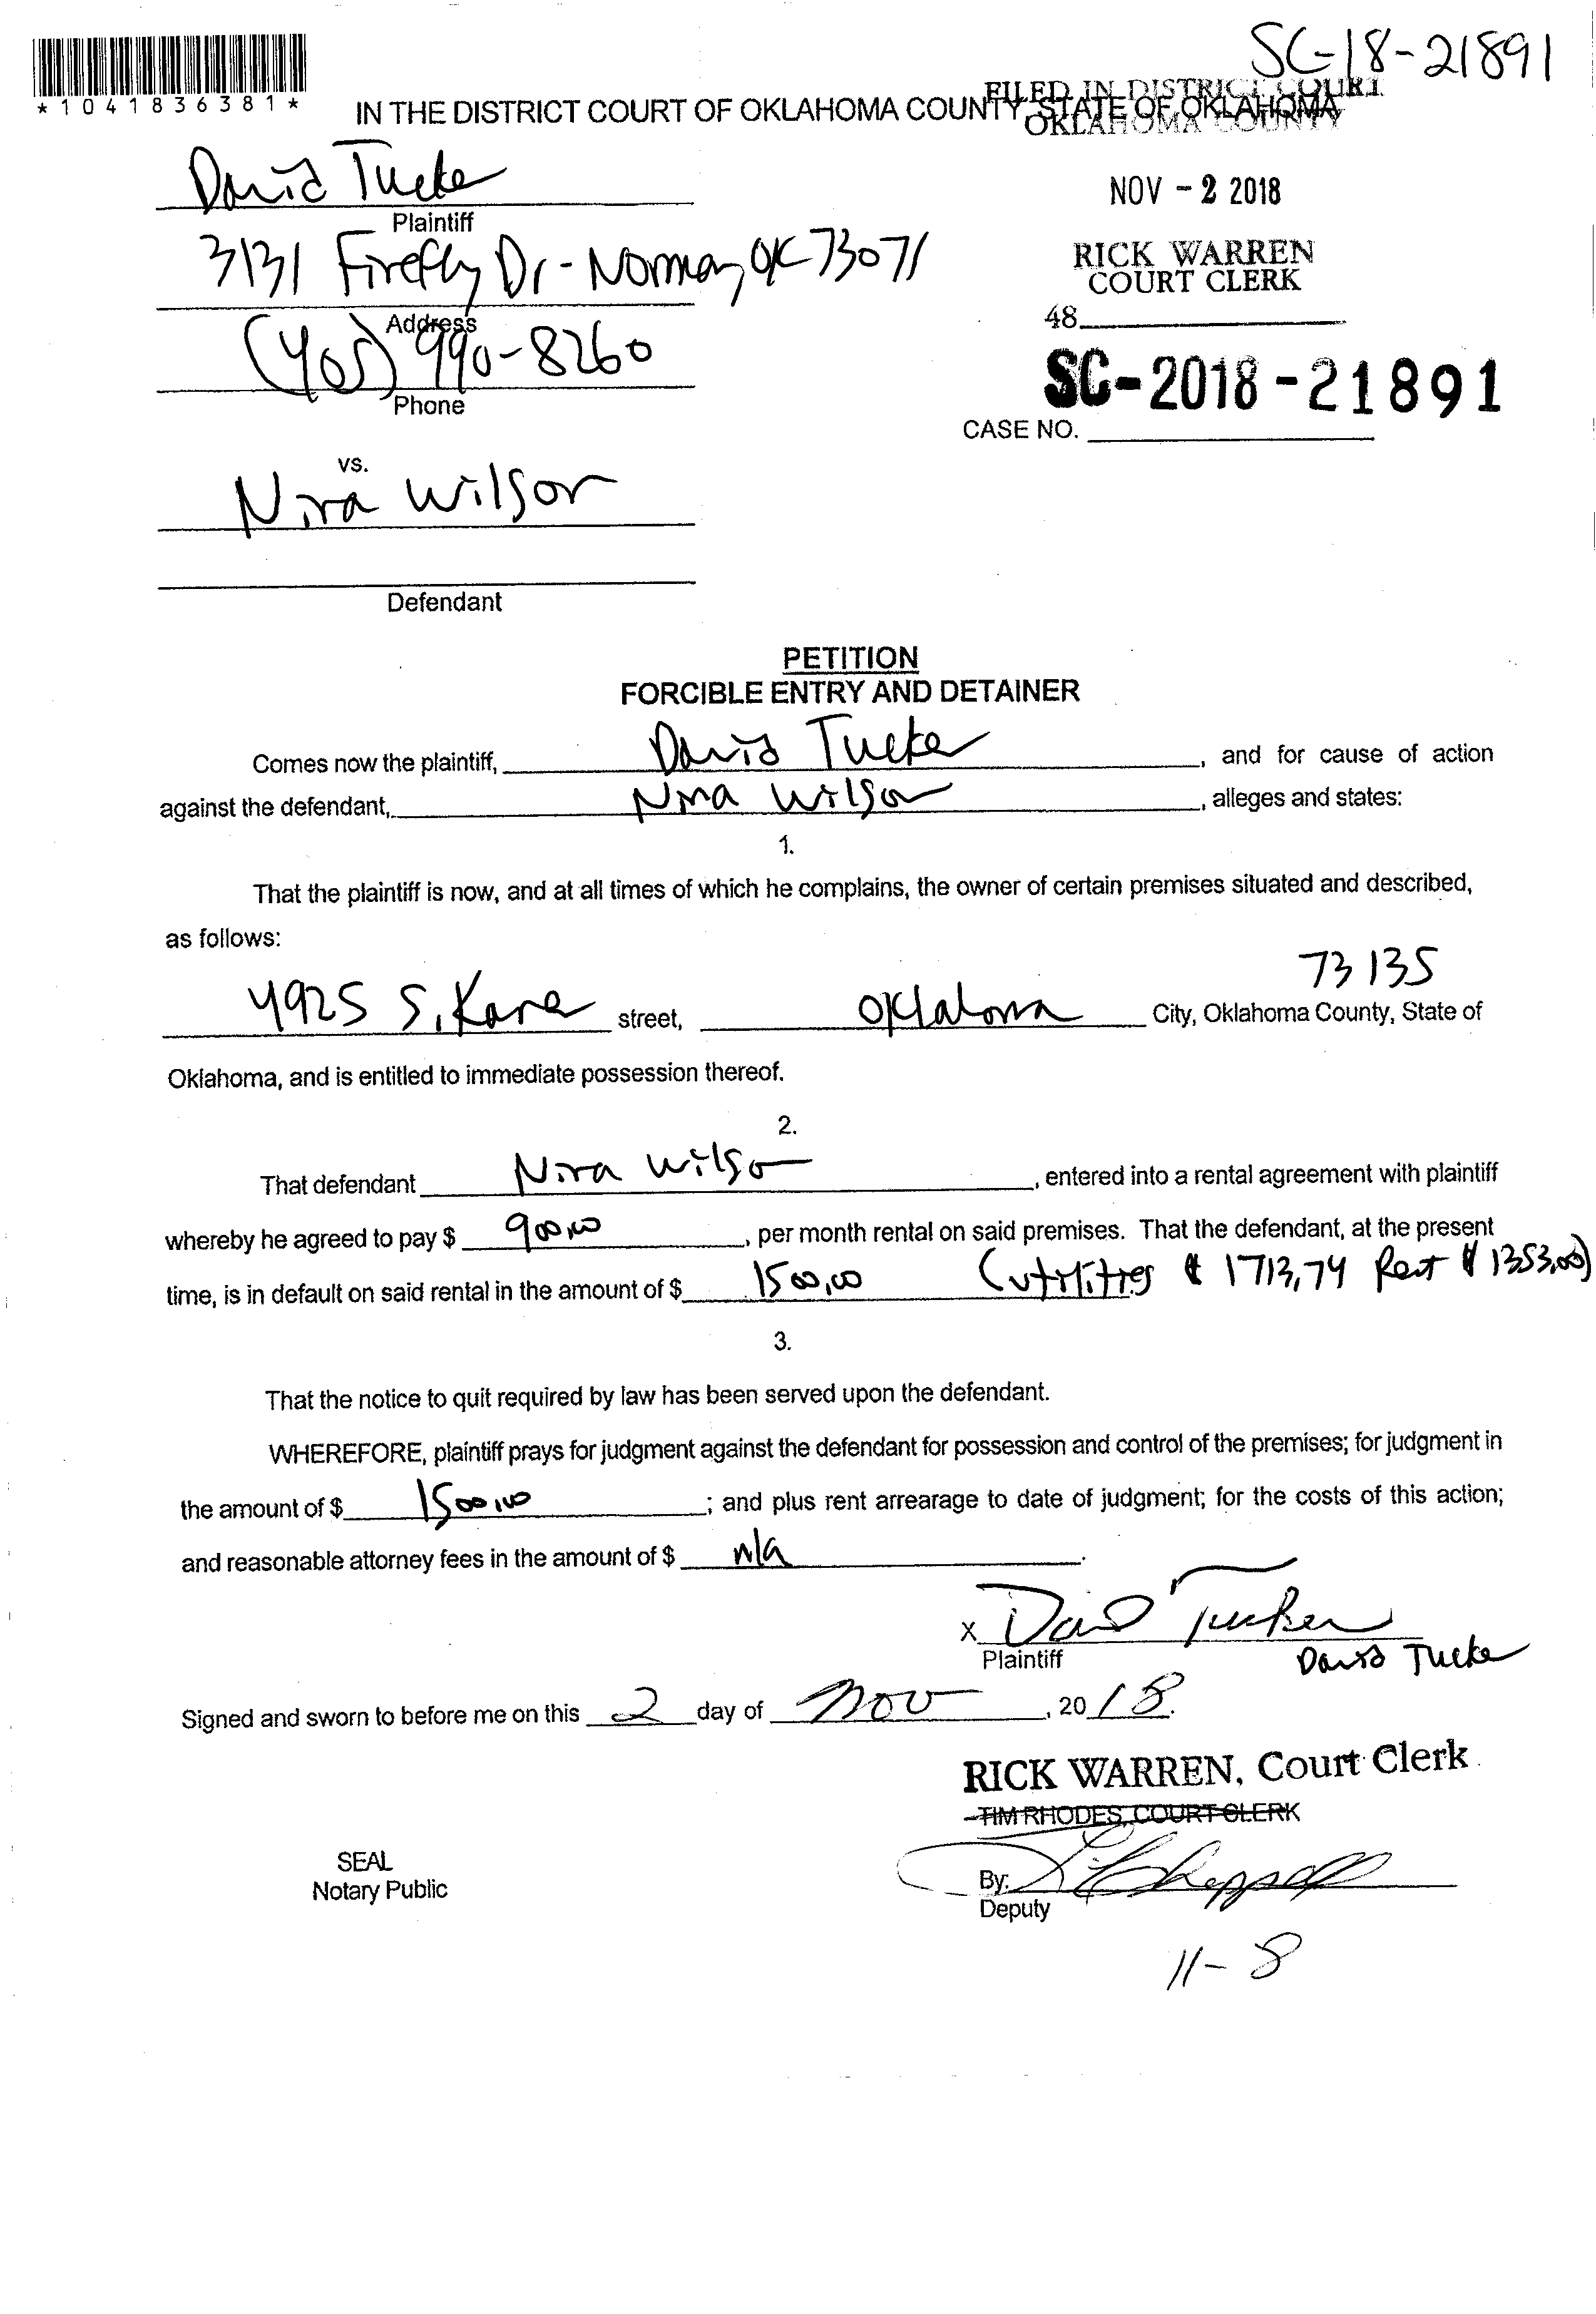 SC-18-21891
*1041836381*
IN THE DISTRICT COURT OF OKLAHOMA COUNTY, STATE OF OKLAHOMA
FILED IN DISTRICT COURT
OKLAHOMA COUNTY
David Tucker
Plaintiff
NOV - 2 2018
3131 Firefly Dr - Norman, OK 73071
Address
RICK WARREN
COURT CLERK
48
(405) 990-8260
Phone
SC-2018-21891
CASE NO.
vs.
Nira Wilson
Defendant
PETITION
FORCIBLE ENTRY AND DETAINER
Comes now the plaintiff, David Tucker, and for cause of action
against the defendant, Nira Wilson, alleges and states:
1.
That the plaintiff is now, and at all times of which he complains, the owner of certain premises situated and described,
as follows:
73135
4925 S. Kara street, Oklahoma City, Oklahoma County, State of
Oklahoma, and is entitled to immediate possession thereof.
2.
That defendant Nira Wilson, entered into a rental agreement with plaintiff
whereby he agreed to pay $ 900.00, per month rental on said premises. That the defendant, at the present
time, is in default on said rental in the amount of $ 1500.00 (utilities $ 1713.74 Rent $ 1353.00)
3.
That the notice to quit required by law has been served upon the defendant.
WHEREFORE, plaintiff prays for judgment against the defendant for possession and control of the premises; for judgment in
the amount of $ 1500.00; and plus rent arrearage to date of judgment; for the costs of this action;
and reasonable attorney fees in the amount of $ n/a.
X David Tucker
Plaintiff David Tucker
Signed and sworn to before me on this 2 day of Nov, 2018.
RICK WARREN, Court Clerk
TIM RHODES, COURT CLERK
SEAL
Notary Public
By:
Deputy
11-8